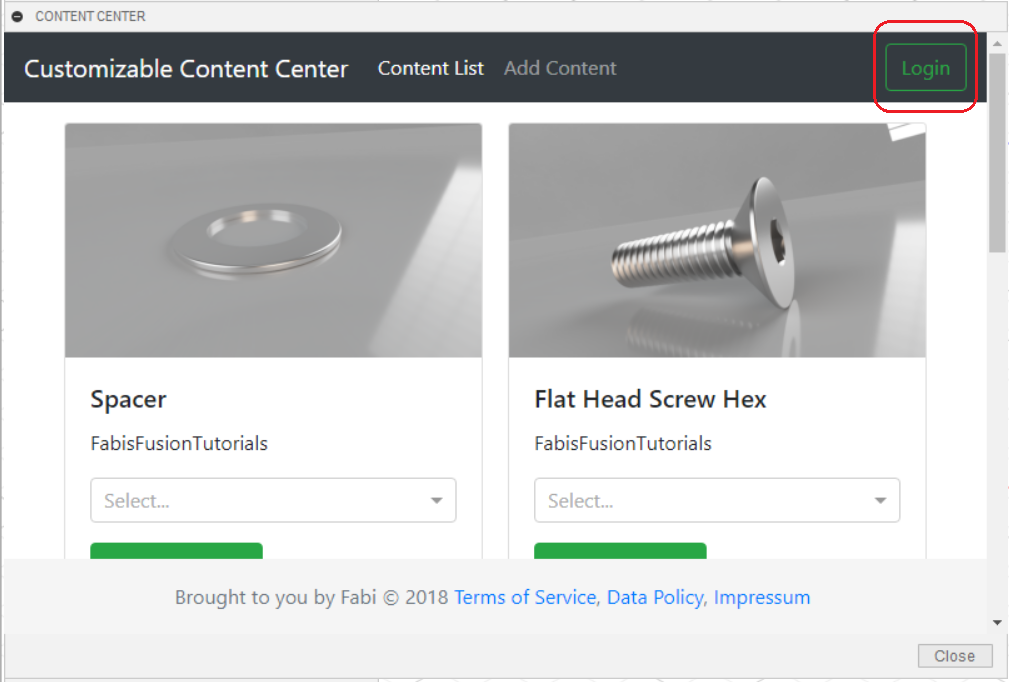 CONTENT CENTER
Customizable Content Center Content List Add Content Login
Spacer
FabisFusionTutorials
Select...
Flat Head Screw Hex
FabisFusionTutorials
Select...
Brought to you by Fabi © 2018 Terms of Service, Data Policy, Impressum
Close